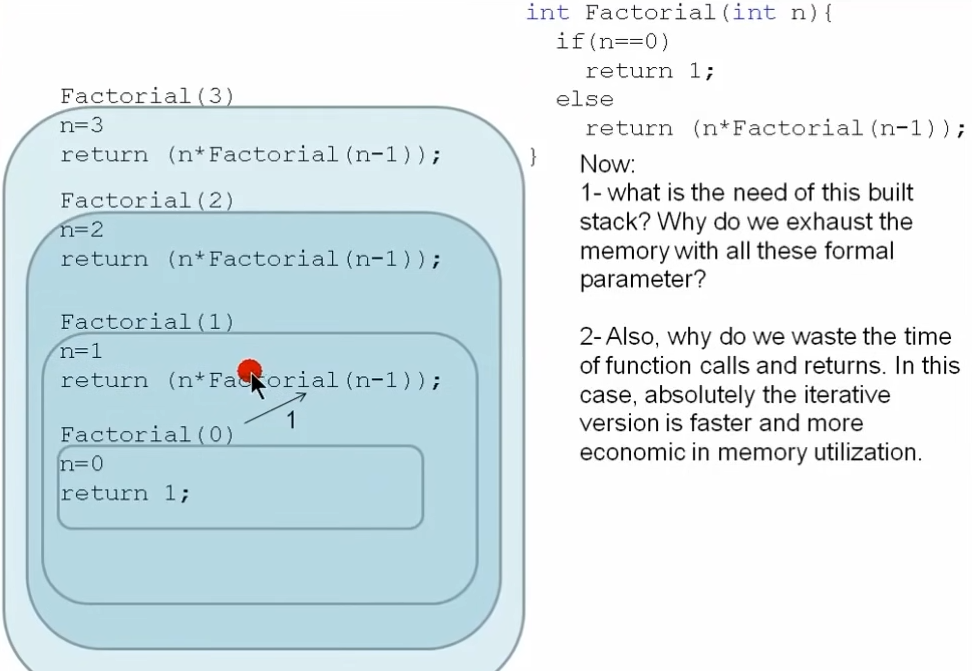 int Factorial(int n){
if(n==0)
return 1;
else
return (n*Factorial(n-1));
}
Factorial(3)
n=3
return (n*Factorial(n-1));
Factorial(2)
n=2
return (n*Factorial(n-1));
Factorial(1)
n=1
return (n*Factorial(n-1));
1
Factorial(0)
n=0
return 1;
Now:
1- what is the need of this built
stack? Why do we exhaust the
memory with all these formal
parameter?
2- Also, why do we waste the time
of function calls and returns. In this
case, absolutely the iterative
version is faster and more
economic in memory utilization.